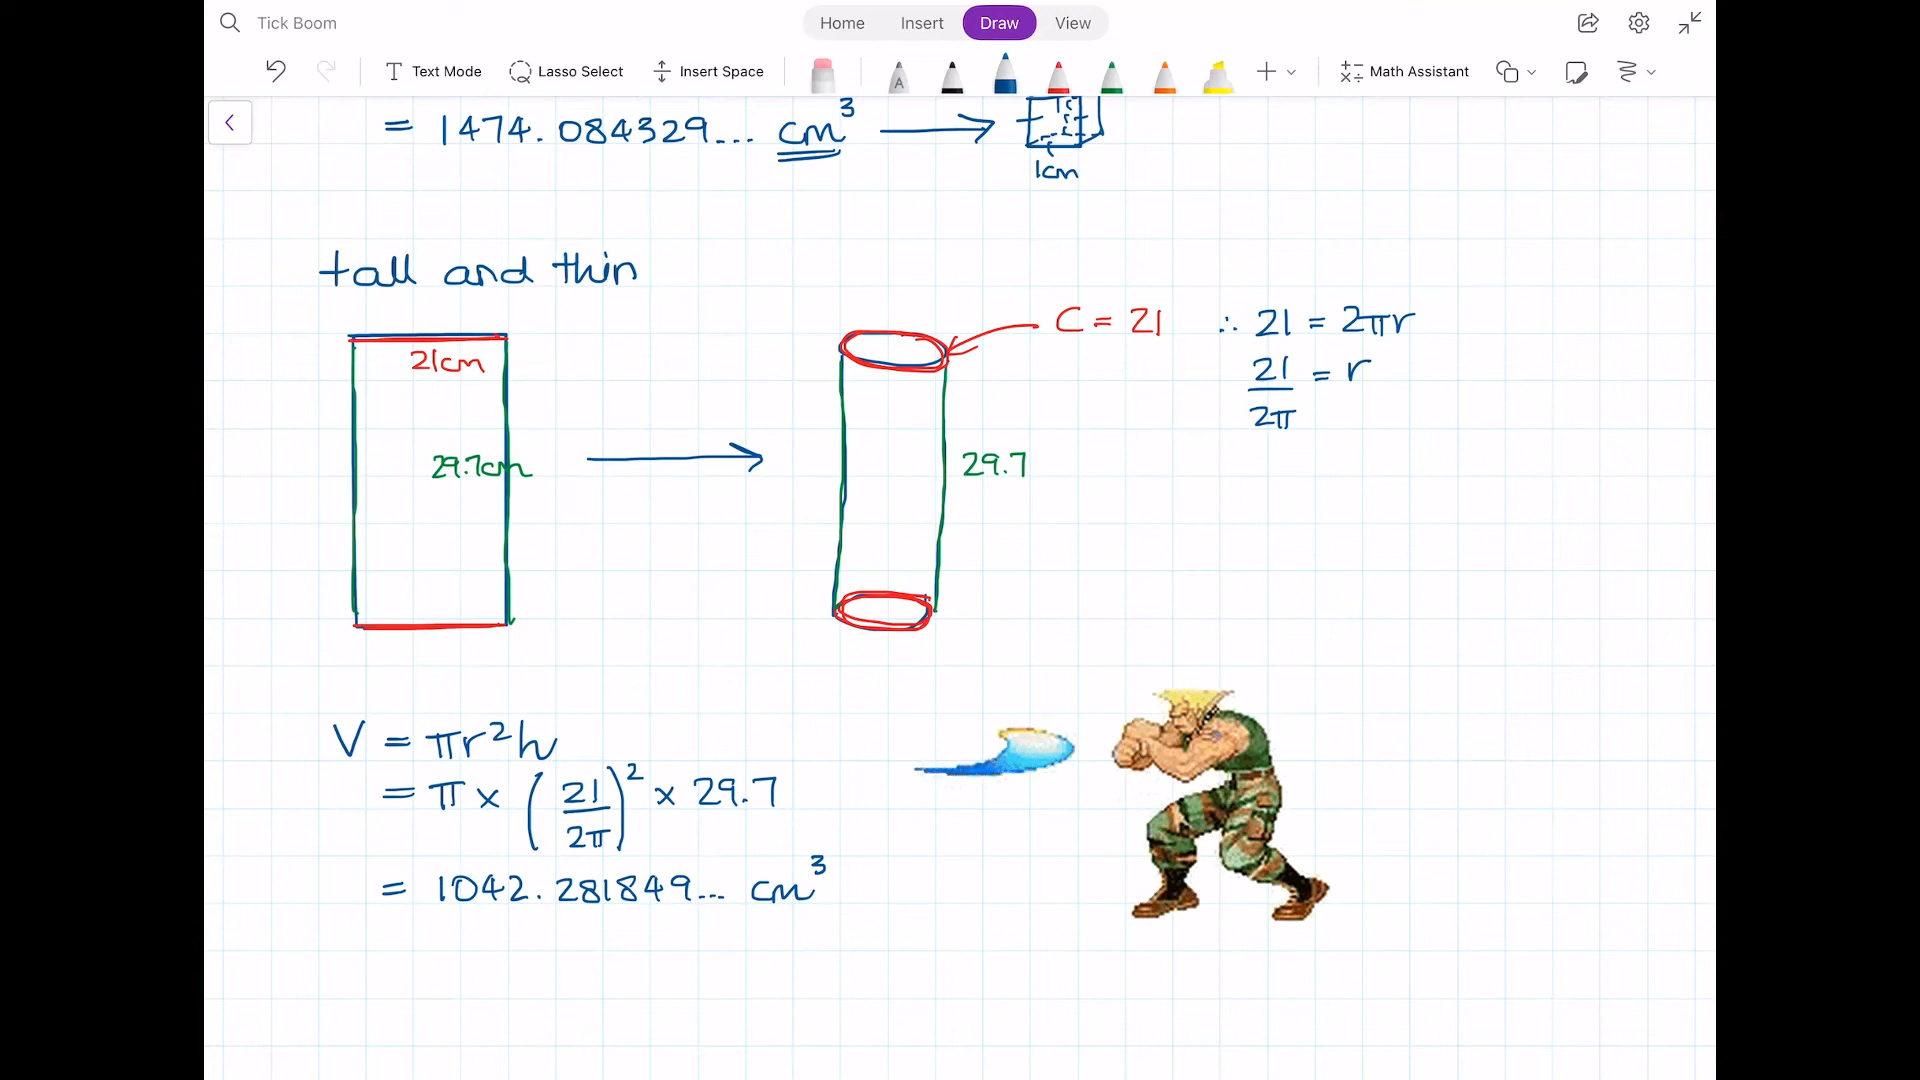 Tick Boom
Home Insert Draw View
Text Mode Lasso Select Insert Space Math Assistant
= 1474.084329... cm³
1cm
tall and thin
C = 21 ∴ 21 = 2πr
21cm
21/2π = r
29.7cm
29.7
V = πr²h
= π × (21/2π)² × 29.7
= 1042.281849... cm³